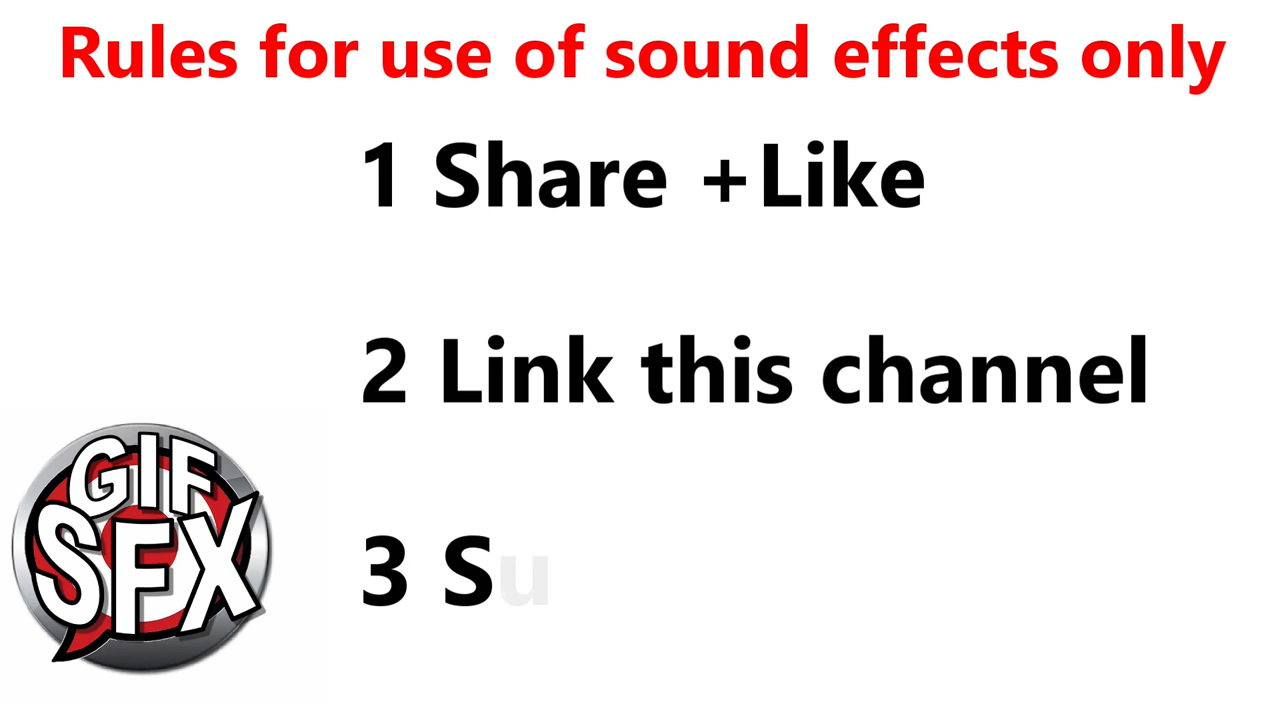 Rules for use of sound effects only
1 Share +Like
2 Link this channel
3 Su
GIF
SFX